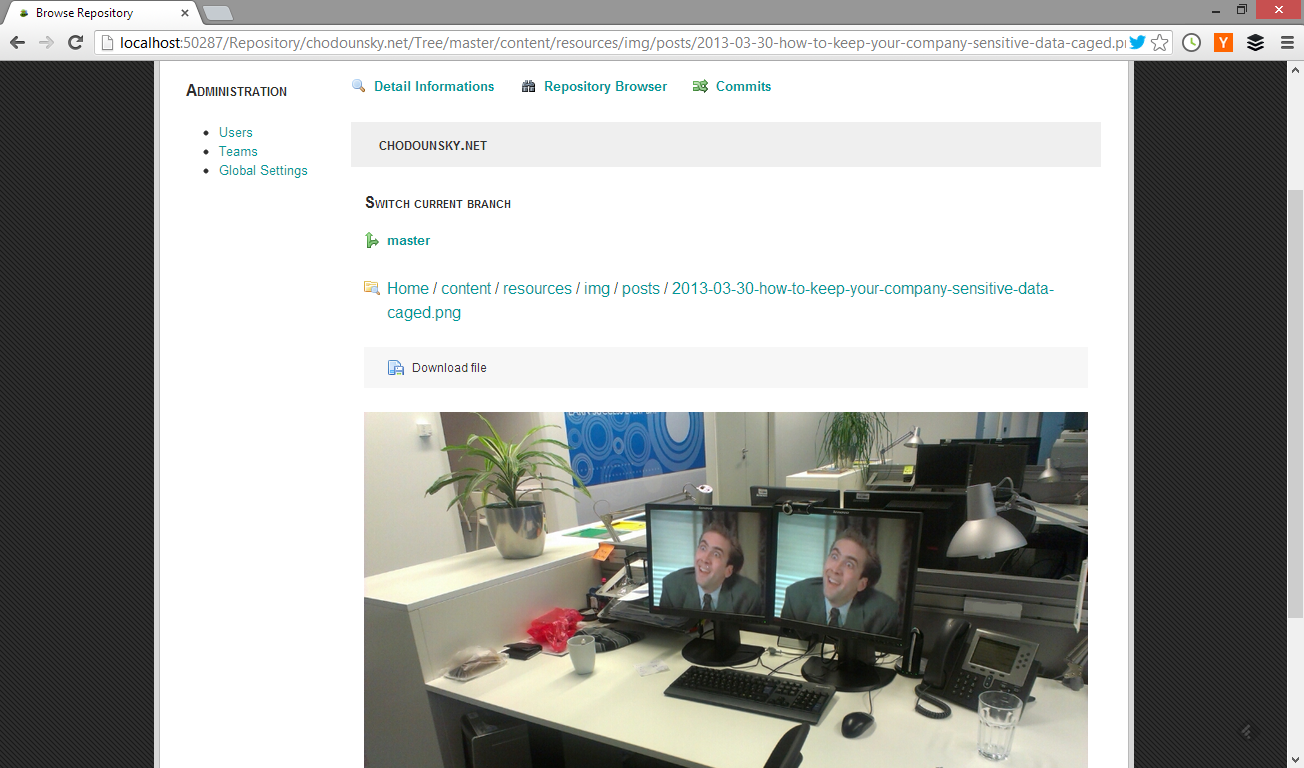 Browse Repository
localhost:50287/Repository/chodounsky.net/Tree/master/content/resources/img/posts/2013-03-30-how-to-keep-your-company-sensitive-data-caged.p
Y
Administration
Users
Teams
Global Settings
Detail Informations
Repository Browser
Commits
chodounsky.net
Switch current branch
master
Home / content / resources / img / posts / 2013-03-30-how-to-keep-your-company-sensitive-data-
caged.png
Download file